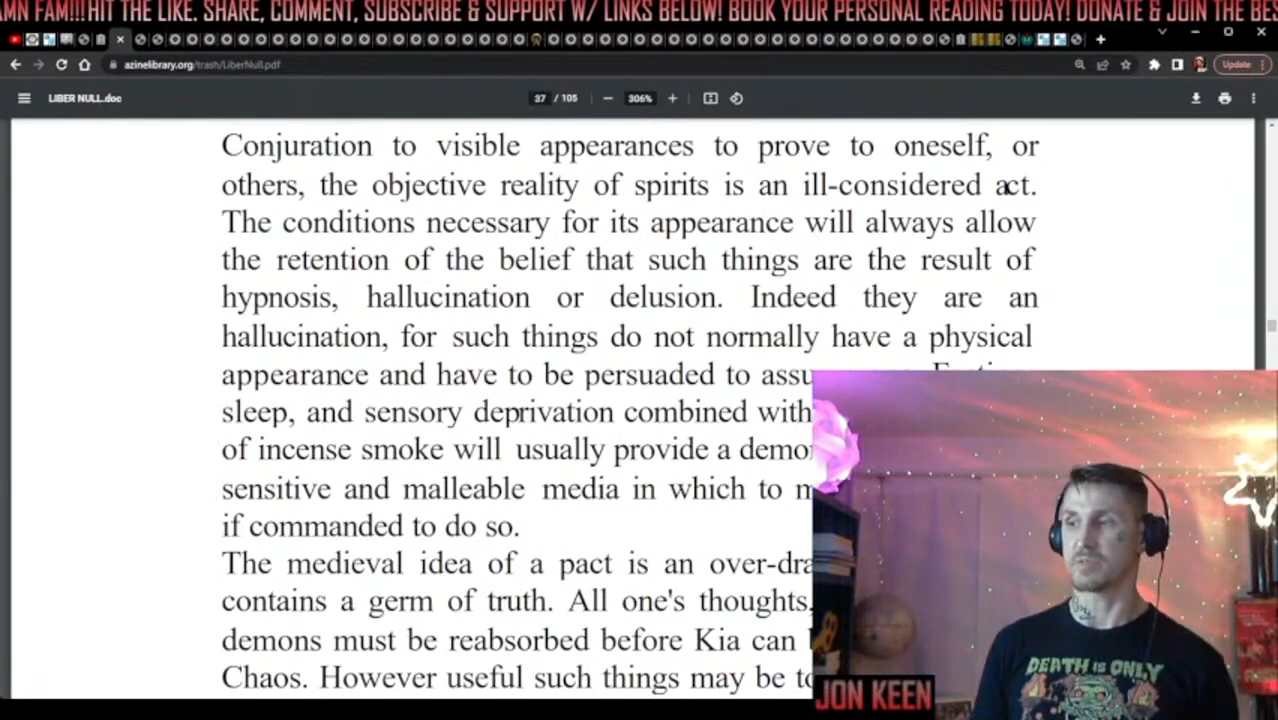 AMN FAM!!! HIT THE LIKE. SHARE, COMMENT, SUBSCRIBE & SUPPORT W/ LINKS BELOW! BOOK YOUR PERSONAL READING TODAY! DONATE & JOIN THE BES
azinelibrary.org/trash/LiberNull.pdf
Update
LIBER NULL.doc
37 / 105
306%
Conjuration to visible appearances to prove to oneself, or
others, the objective reality of spirits is an ill-considered act.
The conditions necessary for its appearance will always allow
the retention of the belief that such things are the result of
hypnosis, hallucination or delusion. Indeed they are an
hallucination, for such things do not normally have a physical
appearance and have to be persuaded to
sleep, and sensory deprivation combined with
of incense smoke will usually provide a
sensitive and malleable media in which to
if commanded to do so.
The medieval idea of a pact is an
contains a germ of truth. All one's thoughts,
demons must be reabsorbed before Kia can
Chaos. However useful such things may be
DEATH IS ONLY
JON KEEN